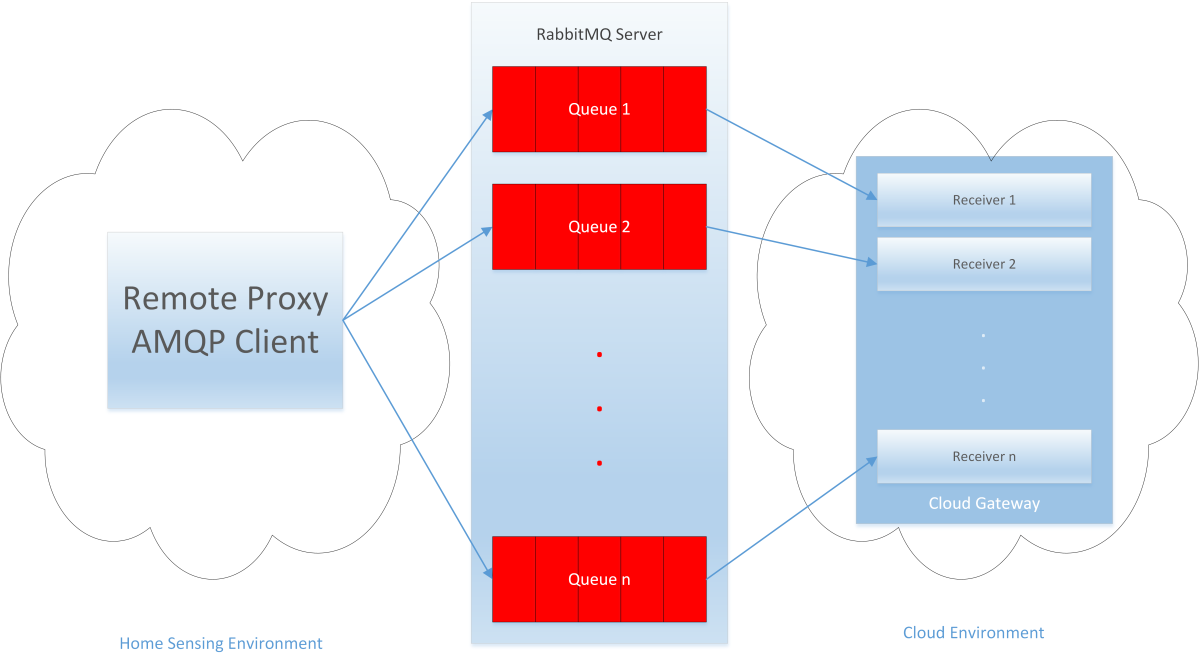 RabbitMQ Server
Queue 1
Queue 2
Queue n
Remote Proxy
AMQP Client
Receiver 1
Receiver 2
Receiver n
Cloud Gateway
Home Sensing Environment
Cloud Environment